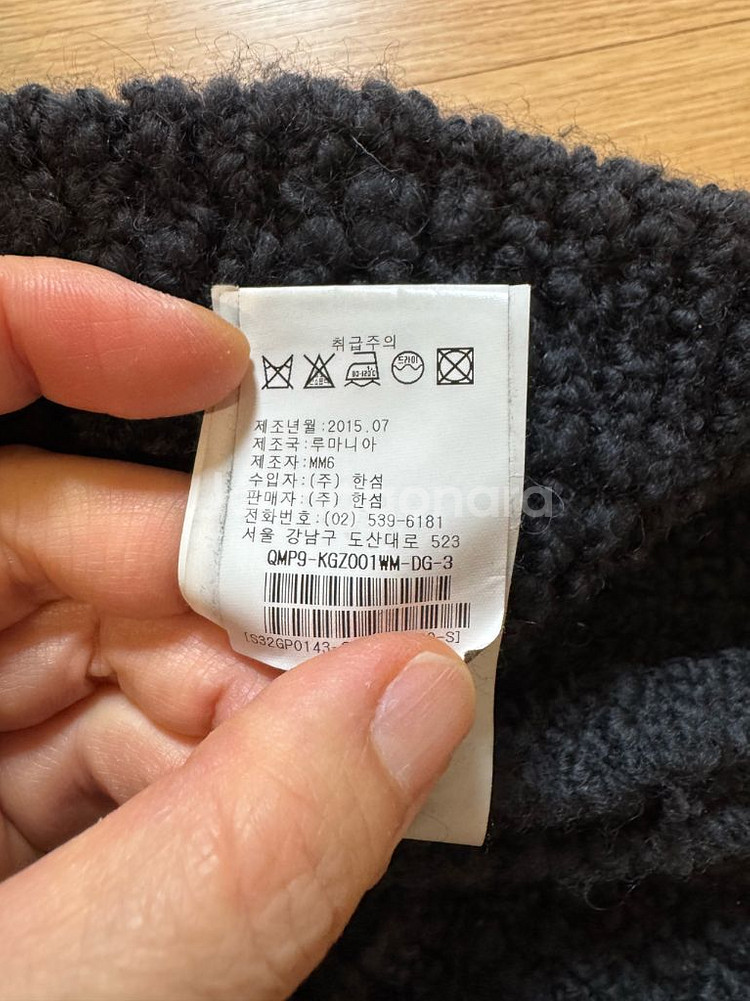 취급주의
드라이
제조년월:2015.07
제조국:루마니아
제조자:MM6
수입자:(주) 한섬
판매자:(주) 한섬
전화번호:(02) 539-6181
서울 강남구 도산대로 523
QMP9-KGZ001WM-DG-3
[S32GP0143- -S]